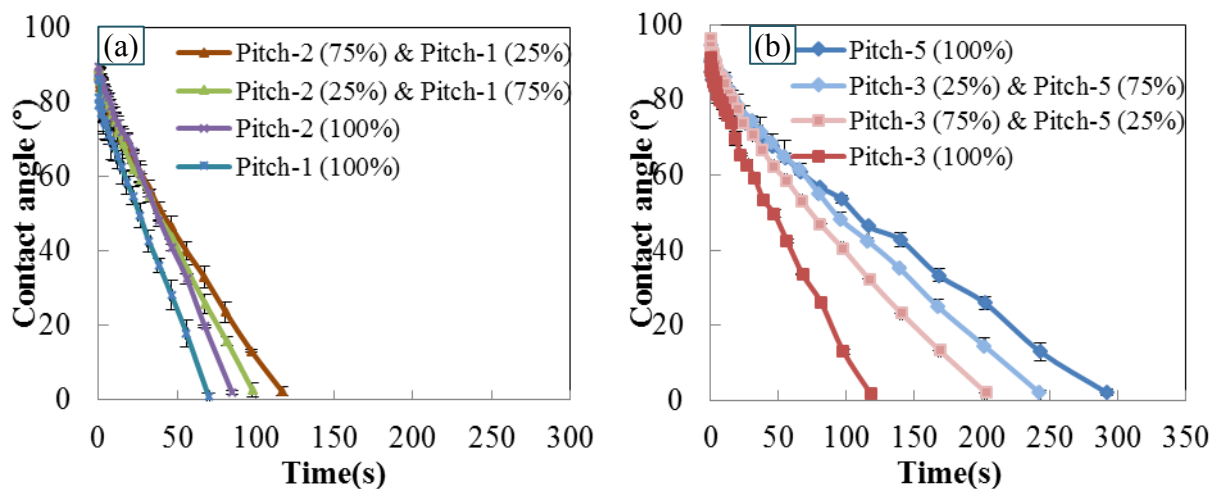 (a)
Pitch-2 (75%) & Pitch-1 (25%)
Pitch-2 (25%) & Pitch-1 (75%)
Pitch-2 (100%)
Pitch-1 (100%)
Contact angle (°)
100
80
60
40
20
0
0 50 100 150 200 250 300
Time(s)
(b)
Pitch-5 (100%)
Pitch-3 (25%) & Pitch-5 (75%)
Pitch-3 (75%) & Pitch-5 (25%)
Pitch-3 (100%)
Contact angle (°)
100
80
60
40
20
0
0 50 100 150 200 250 300 350
Time(s)